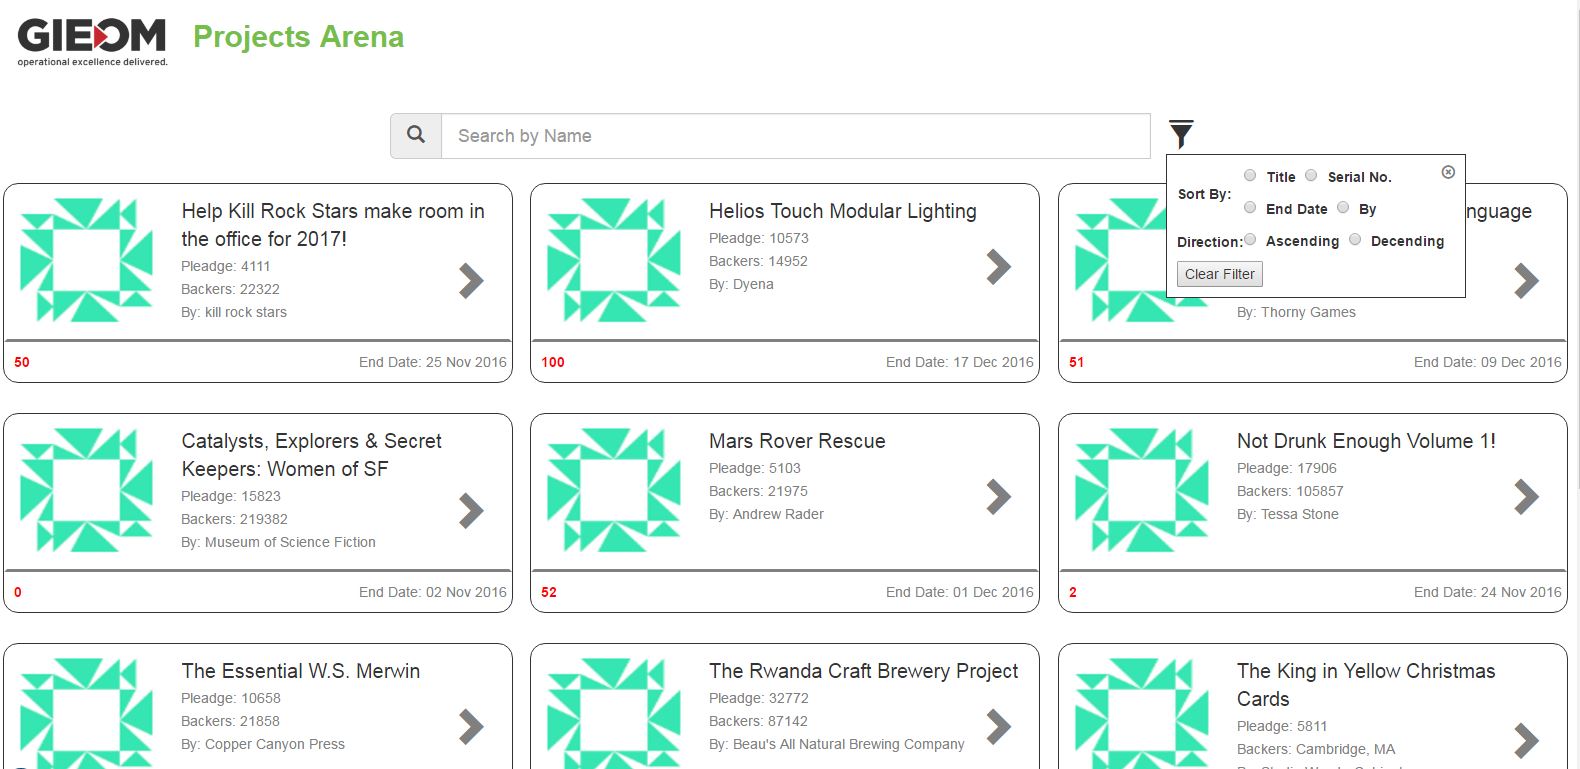 GIEOM
operational excellence delivered.
Projects Arena
Search by Name
Sort By:
Title Serial No.
End Date By
Direction: Ascending Decending
Clear Filter
Help Kill Rock Stars make room in
the office for 2017!
Pleadge: 4111
Backers: 22322
By: kill rock stars
50 End Date: 25 Nov 2016
Helios Touch Modular Lighting
Pleadge: 10573
Backers: 14952
By: Dyena
100 End Date: 17 Dec 2016
nguage
By: Thorny Games
51 End Date: 09 Dec 2016
Catalysts, Explorers & Secret
Keepers: Women of SF
Pleadge: 15823
Backers: 219382
By: Museum of Science Fiction
0 End Date: 02 Nov 2016
Mars Rover Rescue
Pleadge: 5103
Backers: 21975
By: Andrew Rader
52 End Date: 01 Dec 2016
Not Drunk Enough Volume 1!
Pleadge: 17906
Backers: 105857
By: Tessa Stone
2 End Date: 24 Nov 2016
The Essential W.S. Merwin
Pleadge: 10658
Backers: 21858
By: Copper Canyon Press
The Rwanda Craft Brewery Project
Pleadge: 32772
Backers: 87142
By: Beau's All Natural Brewing Company
The King in Yellow Christmas
Cards
Pleadge: 5811
Backers: Cambridge, MA